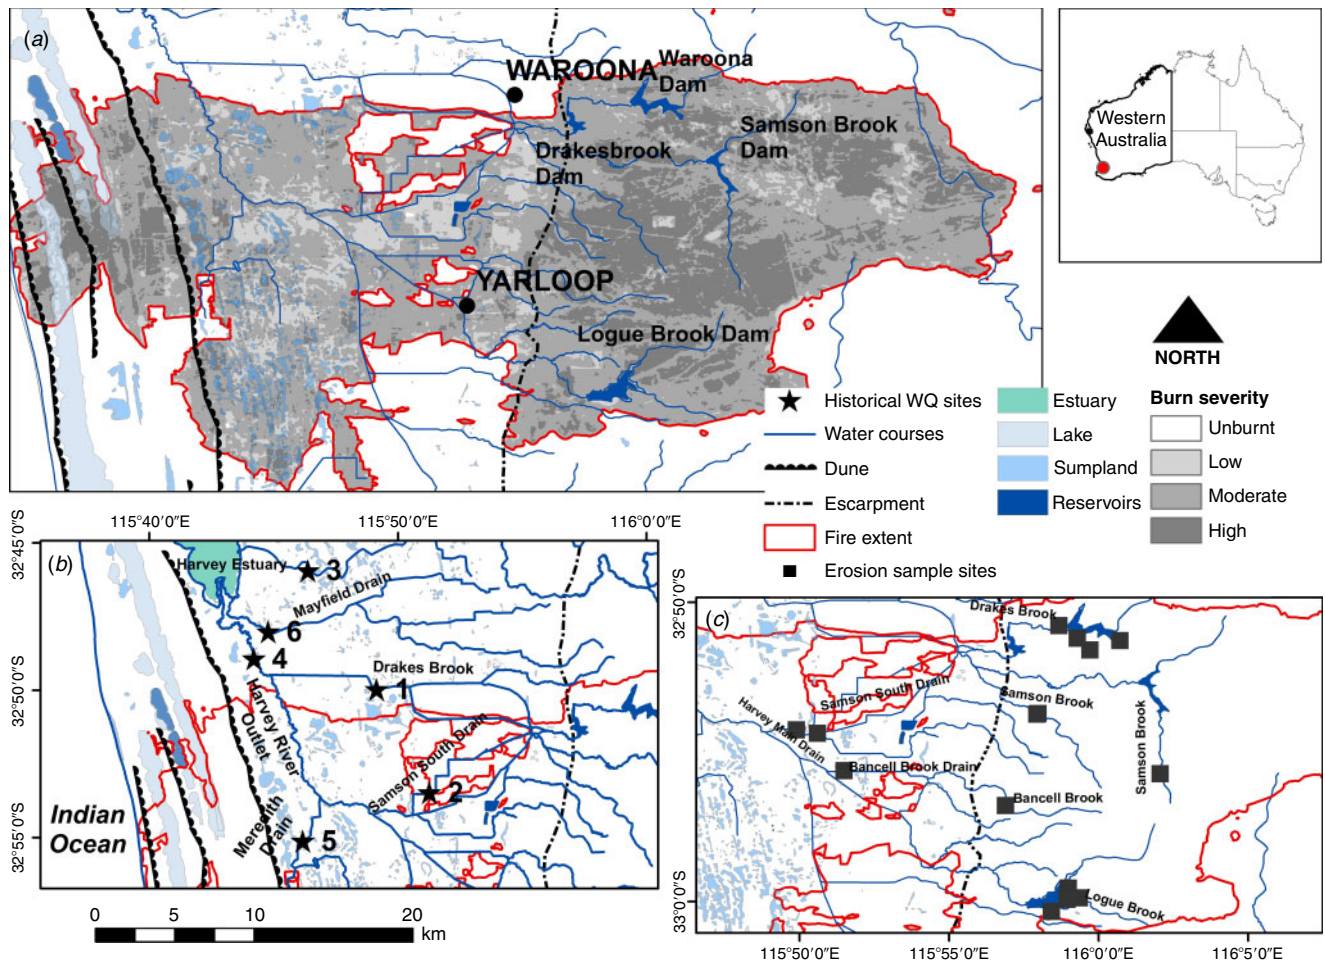 (a)
WAROONA
Waroona
Dam
Samson Brook
Dam
Drakesbrook
Dam
YARLOOP
Logue Brook Dam
Western
Australia
NORTH
Historical WQ sites
Water courses
Dune
Escarpment
Fire extent
Erosion sample sites
Estuary
Lake
Sumpland
Reservoirs
Burn severity
Unburnt
Low
Moderate
High
115°40′0″E
115°50′0″E
116°0′0″E
32°45′0″S
32°50′0″S
32°55′0″S
(b)
Harvey Estuary
3
Mayfield Drain
6
4
Drakes Brook
1
Harvey River
Outlet
Samson South Drain
2
Meredith
Drain
5
Indian
Ocean
0
5
10
20
km
(c)
32°50′0″S
33°0′0″S
Drakes Brook
Samson South Drain
Samson Brook
Harvey Main Drain
Samson Brook
Bancell Brook Drain
Bancell Brook
Logue Brook
115°50′0″E
115°55′0″E
116°0′0″E
116°5′0″E